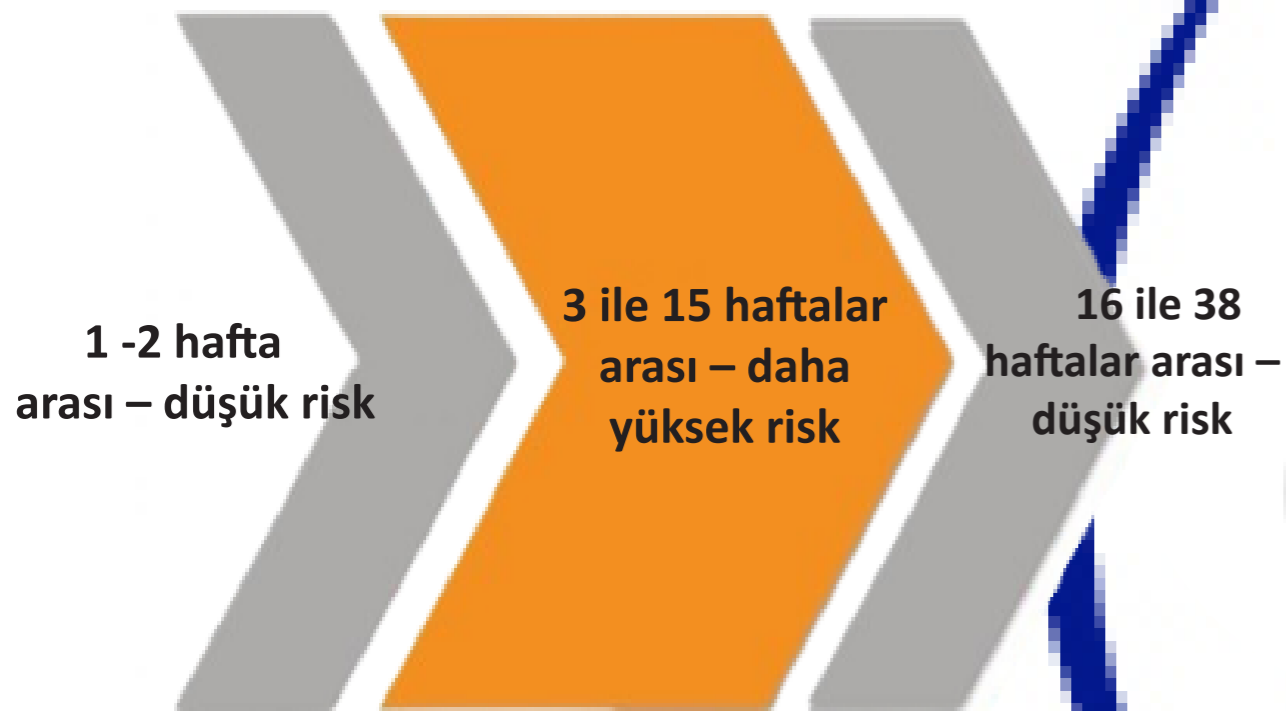 1 -2 hafta
arası – düşük risk
3 ile 15 haftalar
arası – daha
yüksek risk
16 ile 38
haftalar arası –
düşük risk